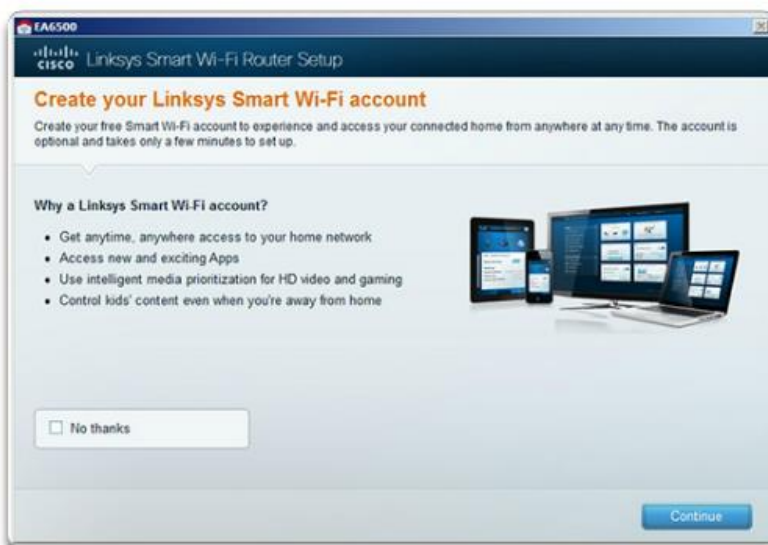 EA6500
CISCO Linksys Smart Wi-Fi Router Setup
Create your Linksys Smart Wi-Fi account
Create your free Smart Wi-Fi account to experience and access your connected home from anywhere at any time. The account is
optional and takes only a few minutes to set up.
Why a Linksys Smart Wi-Fi account?
• Get anytime, anywhere access to your home network
• Access new and exciting Apps
• Use intelligent media prioritization for HD video and gaming
• Control kids' content even when you're away from home
No thanks
Continue